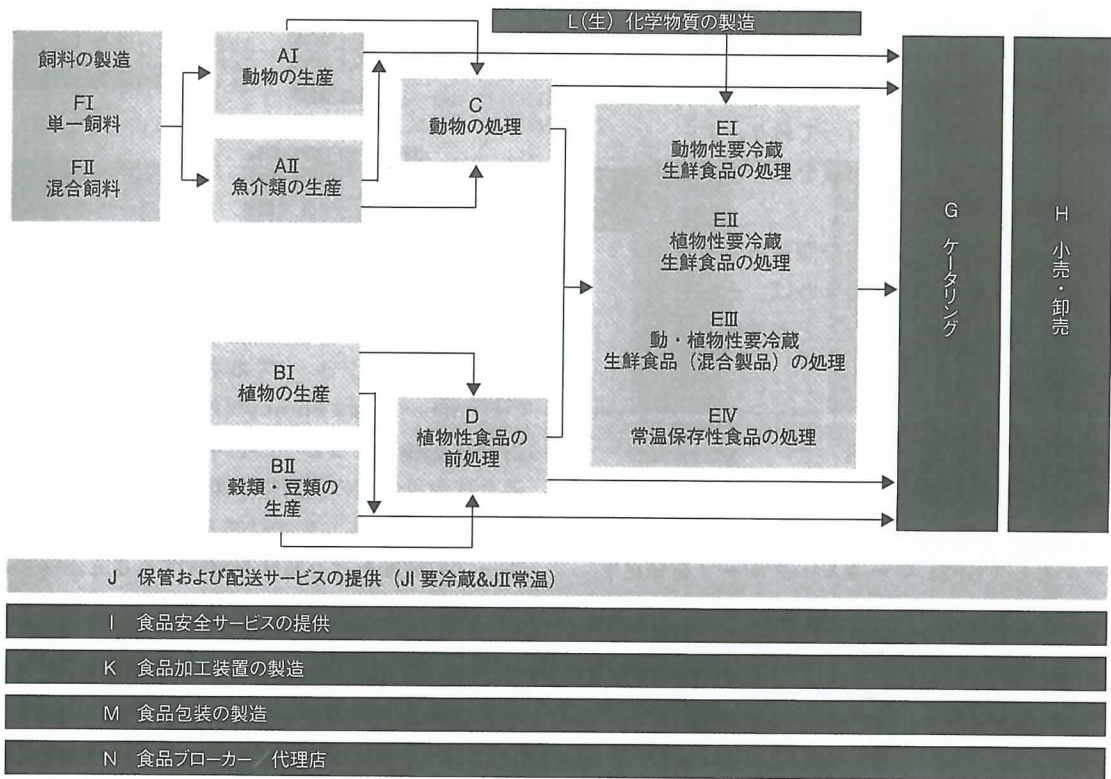 L(生) 化学物質の製造
飼料の製造
FⅠ
単一飼料
FⅡ
混合飼料
AⅠ
動物の生産
AⅡ
魚介類の生産
C
動物の処理
EⅠ
動物性要冷蔵
生鮮食品の処理
EⅡ
植物性要冷蔵
生鮮食品の処理
EⅢ
動・植物性要冷蔵
生鮮食品（混合製品）の処理
EⅣ
常温保存性食品の処理
BⅠ
植物の生産
BⅡ
穀類・豆類の
生産
D
植物性食品の
前処理
G ケータリング
H 小売・卸売
J 保管および配送サービスの提供（JⅠ要冷蔵&JⅡ常温）
I 食品安全サービスの提供
K 食品加工装置の製造
M 食品包装の製造
N 食品ブローカー／代理店